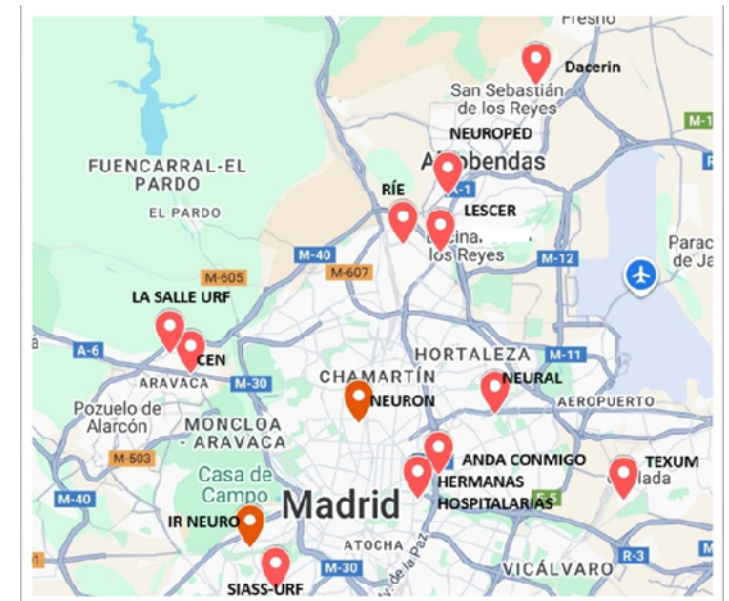 Fresno
Dacerin
San Sebastián
de los Reyes
M-1
NEUROPED
A-1
FUENCARRAL-EL
PARDO
RÍE
EL PARDO
LESCER
los Reyes
Parac
de Ja
M-40
M-12
M-605
M-607
LA SALLE URF
A-6
CEN
HORTALEZA
M-11
ARAVACA
M-30
CHAMARTÍN
NEURAL
NEURON
AEROPUERTO
Pozuelo de
Alarcón
MONCLOA
- ARAVACA
M-503
ANDA CONMIGO
TEXUM
Casa de
Campo
HERMANAS
HOSPITALARIAS
M-40
Madrid
IR NEURO
ATOCHA
R-3
M-30
VICÁLVARO
SIASS-URF